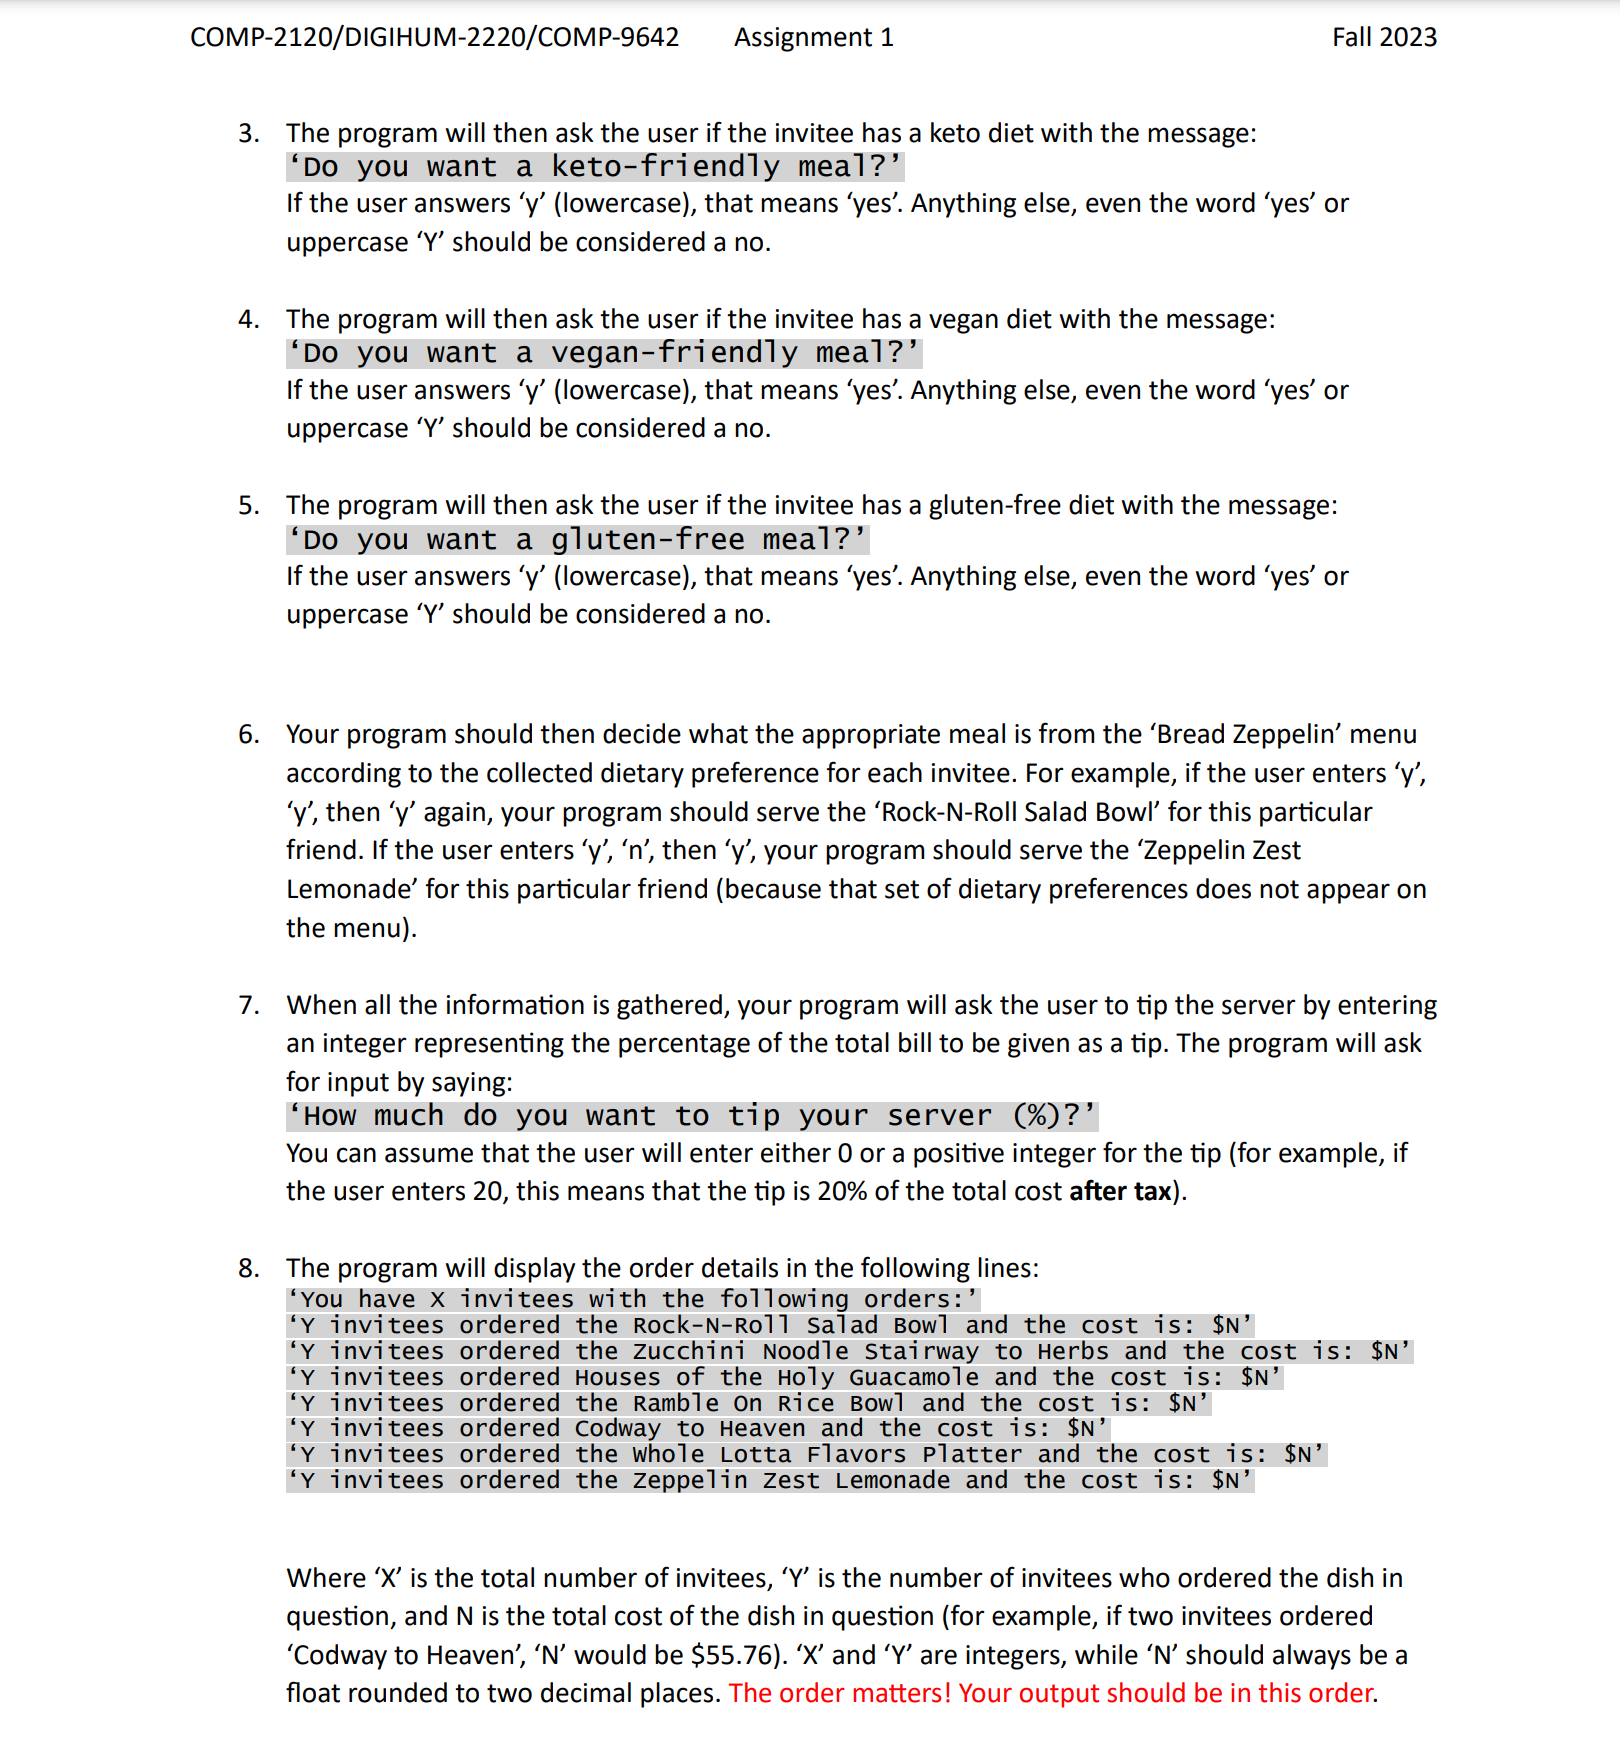 COMP-2120/DIGIHUM-2220/COMP-9642 Assignment 1 Fall 2023
3. The program will then ask the user if the invitee has a keto diet with the message:
‘Do you want a keto-friendly meal?’
If the user answers ‘y’ (lowercase), that means ‘yes’. Anything else, even the word ‘yes’ or
uppercase ‘Y’ should be considered a no.
4. The program will then ask the user if the invitee has a vegan diet with the message:
‘Do you want a vegan-friendly meal?’
If the user answers ‘y’ (lowercase), that means ‘yes’. Anything else, even the word ‘yes’ or
uppercase ‘Y’ should be considered a no.
5. The program will then ask the user if the invitee has a gluten-free diet with the message:
‘Do you want a gluten-free meal?’
If the user answers ‘y’ (lowercase), that means ‘yes’. Anything else, even the word ‘yes’ or
uppercase ‘Y’ should be considered a no.
6. Your program should then decide what the appropriate meal is from the ‘Bread Zeppelin’ menu
according to the collected dietary preference for each invitee. For example, if the user enters ‘y’,
‘y’, then ‘y’ again, your program should serve the ‘Rock-N-Roll Salad Bowl’ for this particular
friend. If the user enters ‘y’, ‘n’, then ‘y’, your program should serve the ‘Zeppelin Zest
Lemonade’ for this particular friend (because that set of dietary preferences does not appear on
the menu).
7. When all the information is gathered, your program will ask the user to tip the server by entering
an integer representing the percentage of the total bill to be given as a tip. The program will ask
for input by saying:
‘How much do you want to tip your server (%)?’
You can assume that the user will enter either 0 or a positive integer for the tip (for example, if
the user enters 20, this means that the tip is 20% of the total cost after tax).
8. The program will display the order details in the following lines:
‘You have X invitees with the following orders:’
‘Y invitees ordered the Rock-N-Roll Salad Bowl and the cost is: $N’
‘Y invitees ordered the Zucchini Noodle Stairway to Herbs and the cost is: $N’
‘Y invitees ordered Houses of the Holy Guacamole and the cost is: $N’
‘Y invitees ordered the Ramble On Rice Bowl and the cost is: $N’
‘Y invitees ordered Codway to Heaven and the cost is: $N’
‘Y invitees ordered the Whole Lotta Flavors Platter and the cost is: $N’
‘Y invitees ordered the Zeppelin Zest Lemonade and the cost is: $N’
Where ‘X’ is the total number of invitees, ‘Y’ is the number of invitees who ordered the dish in
question, and N is the total cost of the dish in question (for example, if two invitees ordered
‘Codway to Heaven’, ‘N’ would be $55.76). ‘X’ and ‘Y’ are integers, while ‘N’ should always be a
float rounded to two decimal places. The order matters! Your output should be in this order.